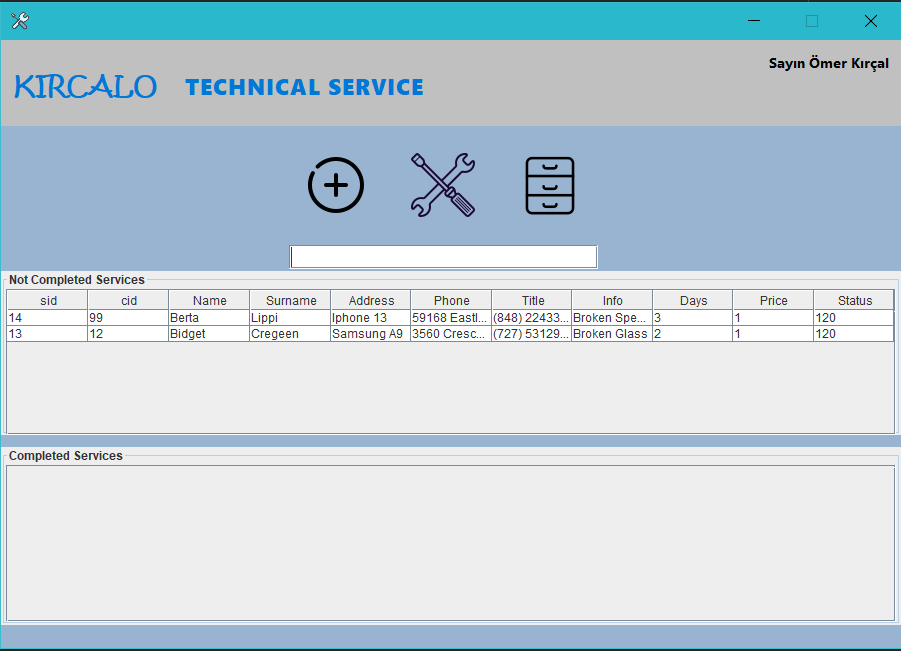 Sayın Ömer Kırçal
KIRCALO TECHNICAL SERVICE
Not Completed Services
sid cid Name Surname Address Phone Title Info Days Price Status
14 99 Berta Lippi Iphone 13 59168 Eastl... (848) 22433... Broken Spe... 3 1 120
13 12 Bidget Cregeen Samsung A9 3560 Cresc... (727) 53129... Broken Glass 2 1 120
Completed Services